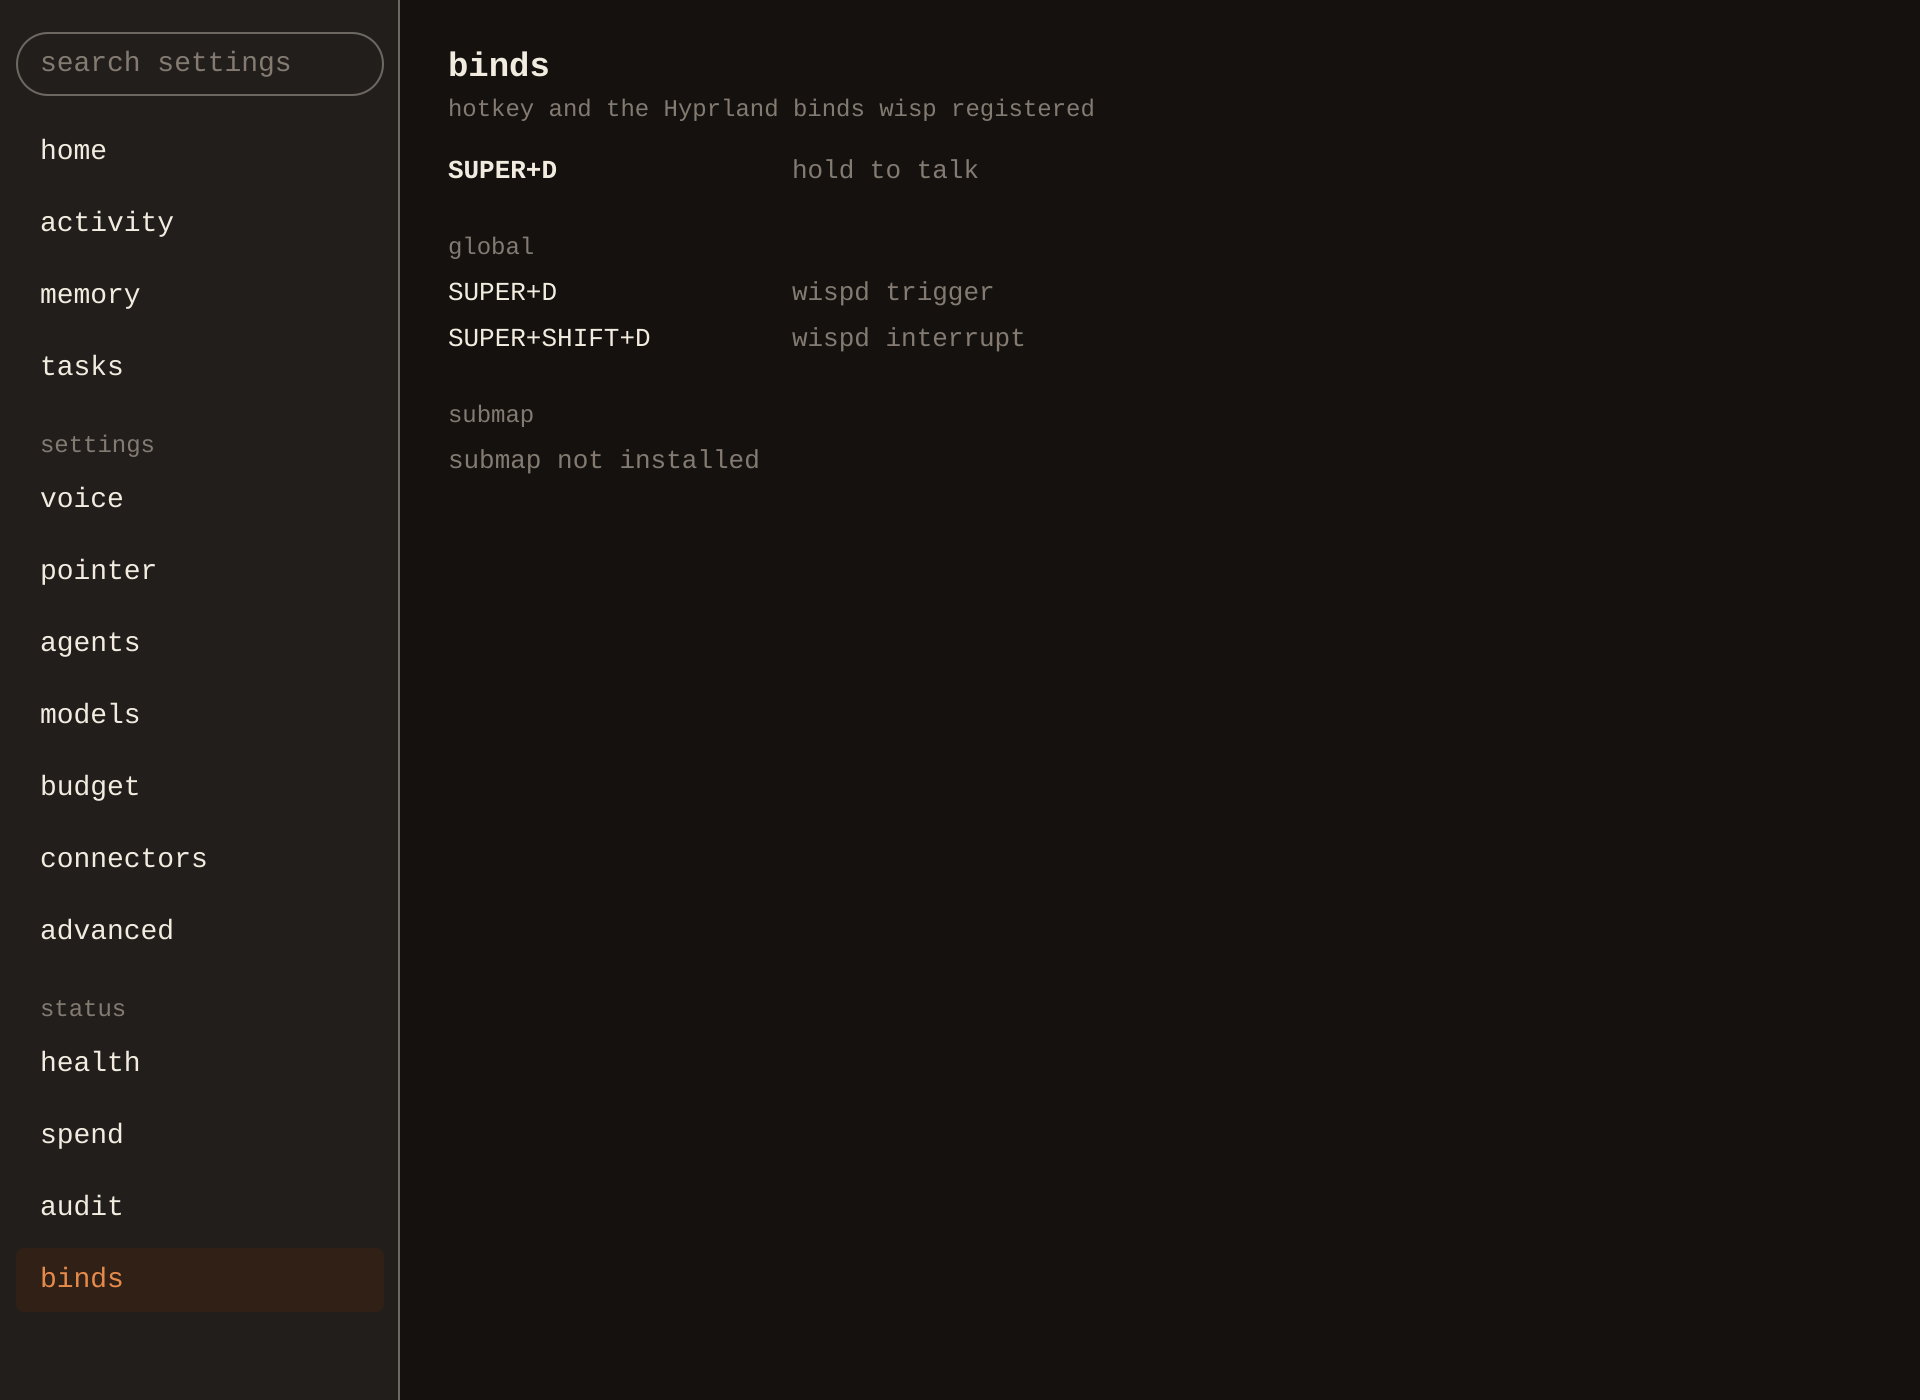 search settings
home
activity
memory
tasks
settings
voice
pointer
agents
models
budget
connectors
advanced
status
health
spend
audit
binds
binds
hotkey and the Hyprland binds wisp registered
SUPER+D hold to talk
global
SUPER+D wispd trigger
SUPER+SHIFT+D wispd interrupt
submap
submap not installed